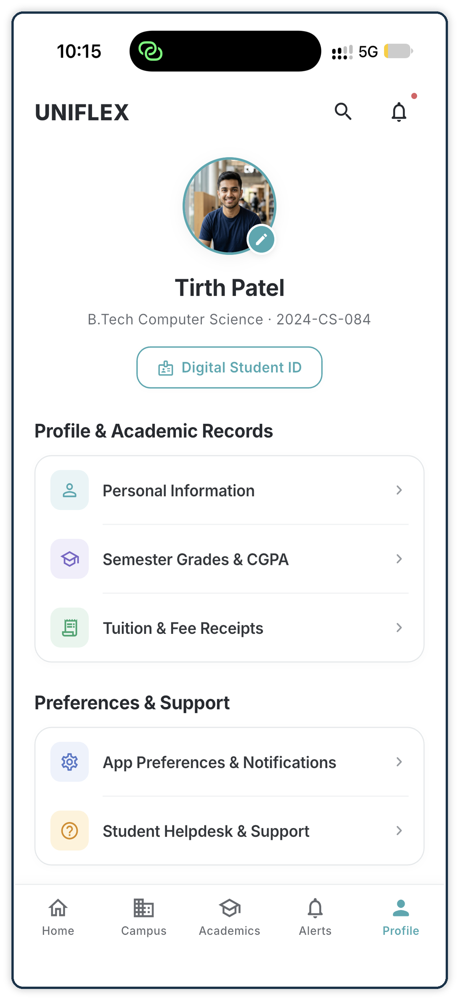 10:15
5G
UNIFLEX
Tirth Patel
B.Tech Computer Science · 2024-CS-084
Digital Student ID
Profile & Academic Records
Personal Information
Semester Grades & CGPA
Tuition & Fee Receipts
Preferences & Support
App Preferences & Notifications
Student Helpdesk & Support
Home
Campus
Academics
Alerts
Profile